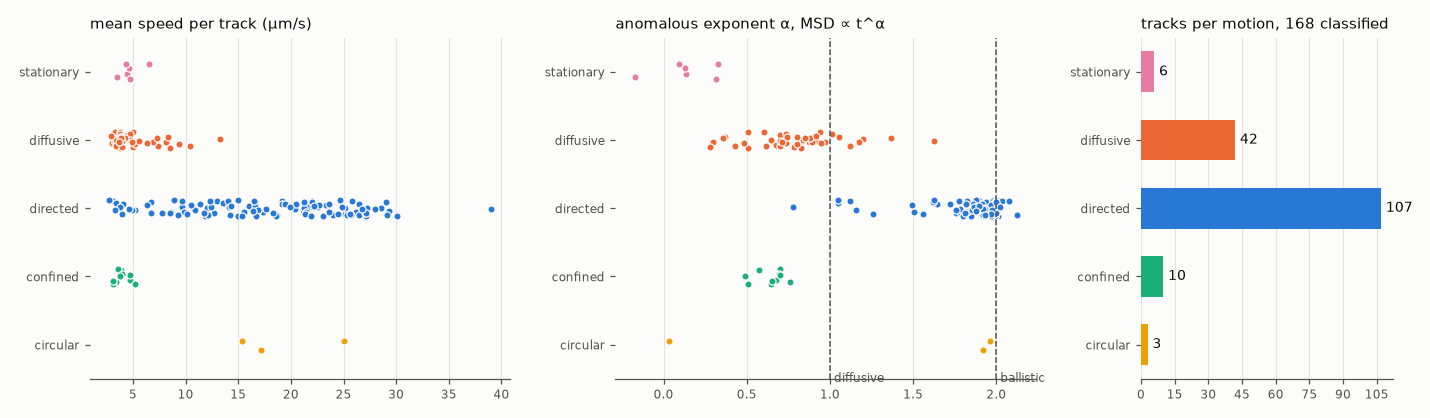 mean speed per track (μm/s)
stationary
diffusive
directed
confined
circular
5 10 15 20 25 30 35 40
anomalous exponent α, MSD ∝ t^α
stationary
diffusive
directed
confined
circular
diffusive
ballistic
0.0 0.5 1.0 1.5 2.0
tracks per motion, 168 classified
stationary
diffusive
directed
confined
circular
6
42
107
10
3
0 15 30 45 60 75 90 105